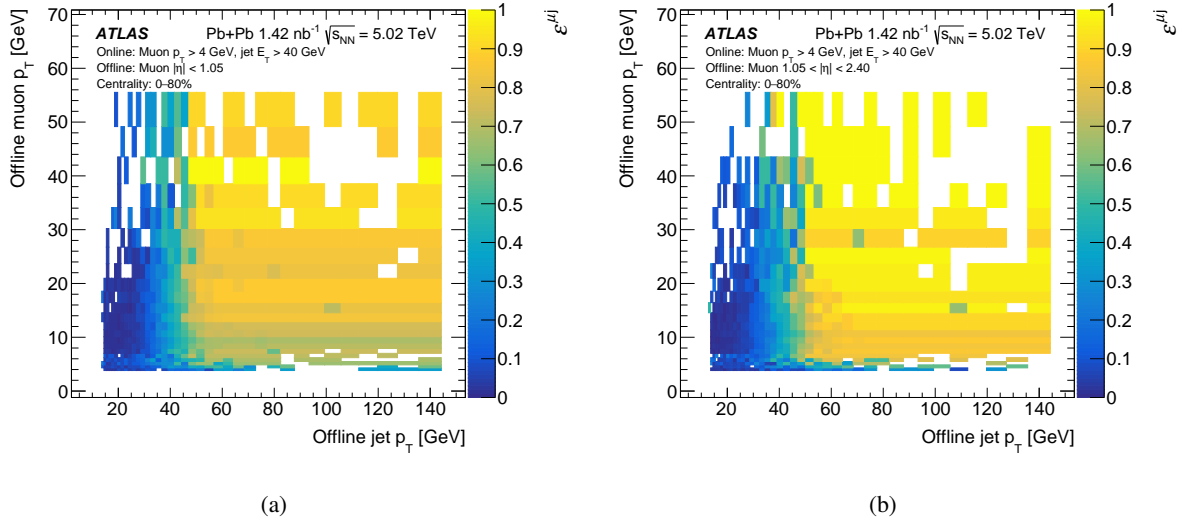 ATLAS Pb+Pb 1.42 nb⁻¹ √sNN = 5.02 TeV
Online: Muon pT > 4 GeV, jet ET > 40 GeV
Offline: Muon |η| < 1.05
Centrality: 0–80%
Offline muon pT [GeV]
70
60
50
40
30
20
10
0
20 40 60 80 100 120 140
Offline jet pT [GeV]
εμj
1
0.9
0.8
0.7
0.6
0.5
0.4
0.3
0.2
0.1
0
(a)
ATLAS Pb+Pb 1.42 nb⁻¹ √sNN = 5.02 TeV
Online: Muon pT > 4 GeV, jet ET > 40 GeV
Offline: Muon 1.05 < |η| < 2.40
Centrality: 0–80%
Offline muon pT [GeV]
70
60
50
40
30
20
10
0
20 40 60 80 100 120 140
Offline jet pT [GeV]
εμj
1
0.9
0.8
0.7
0.6
0.5
0.4
0.3
0.2
0.1
0
(b)